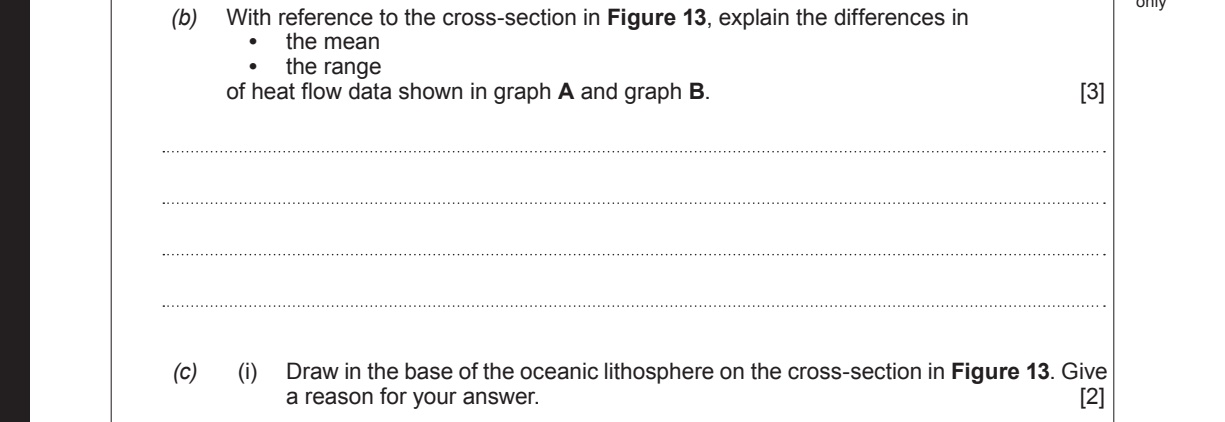 only
(b) With reference to the cross-section in Figure 13, explain the differences in
• the mean
• the range
of heat flow data shown in graph A and graph B. [3]
(c) (i) Draw in the base of the oceanic lithosphere on the cross-section in Figure 13. Give
a reason for your answer. [2]